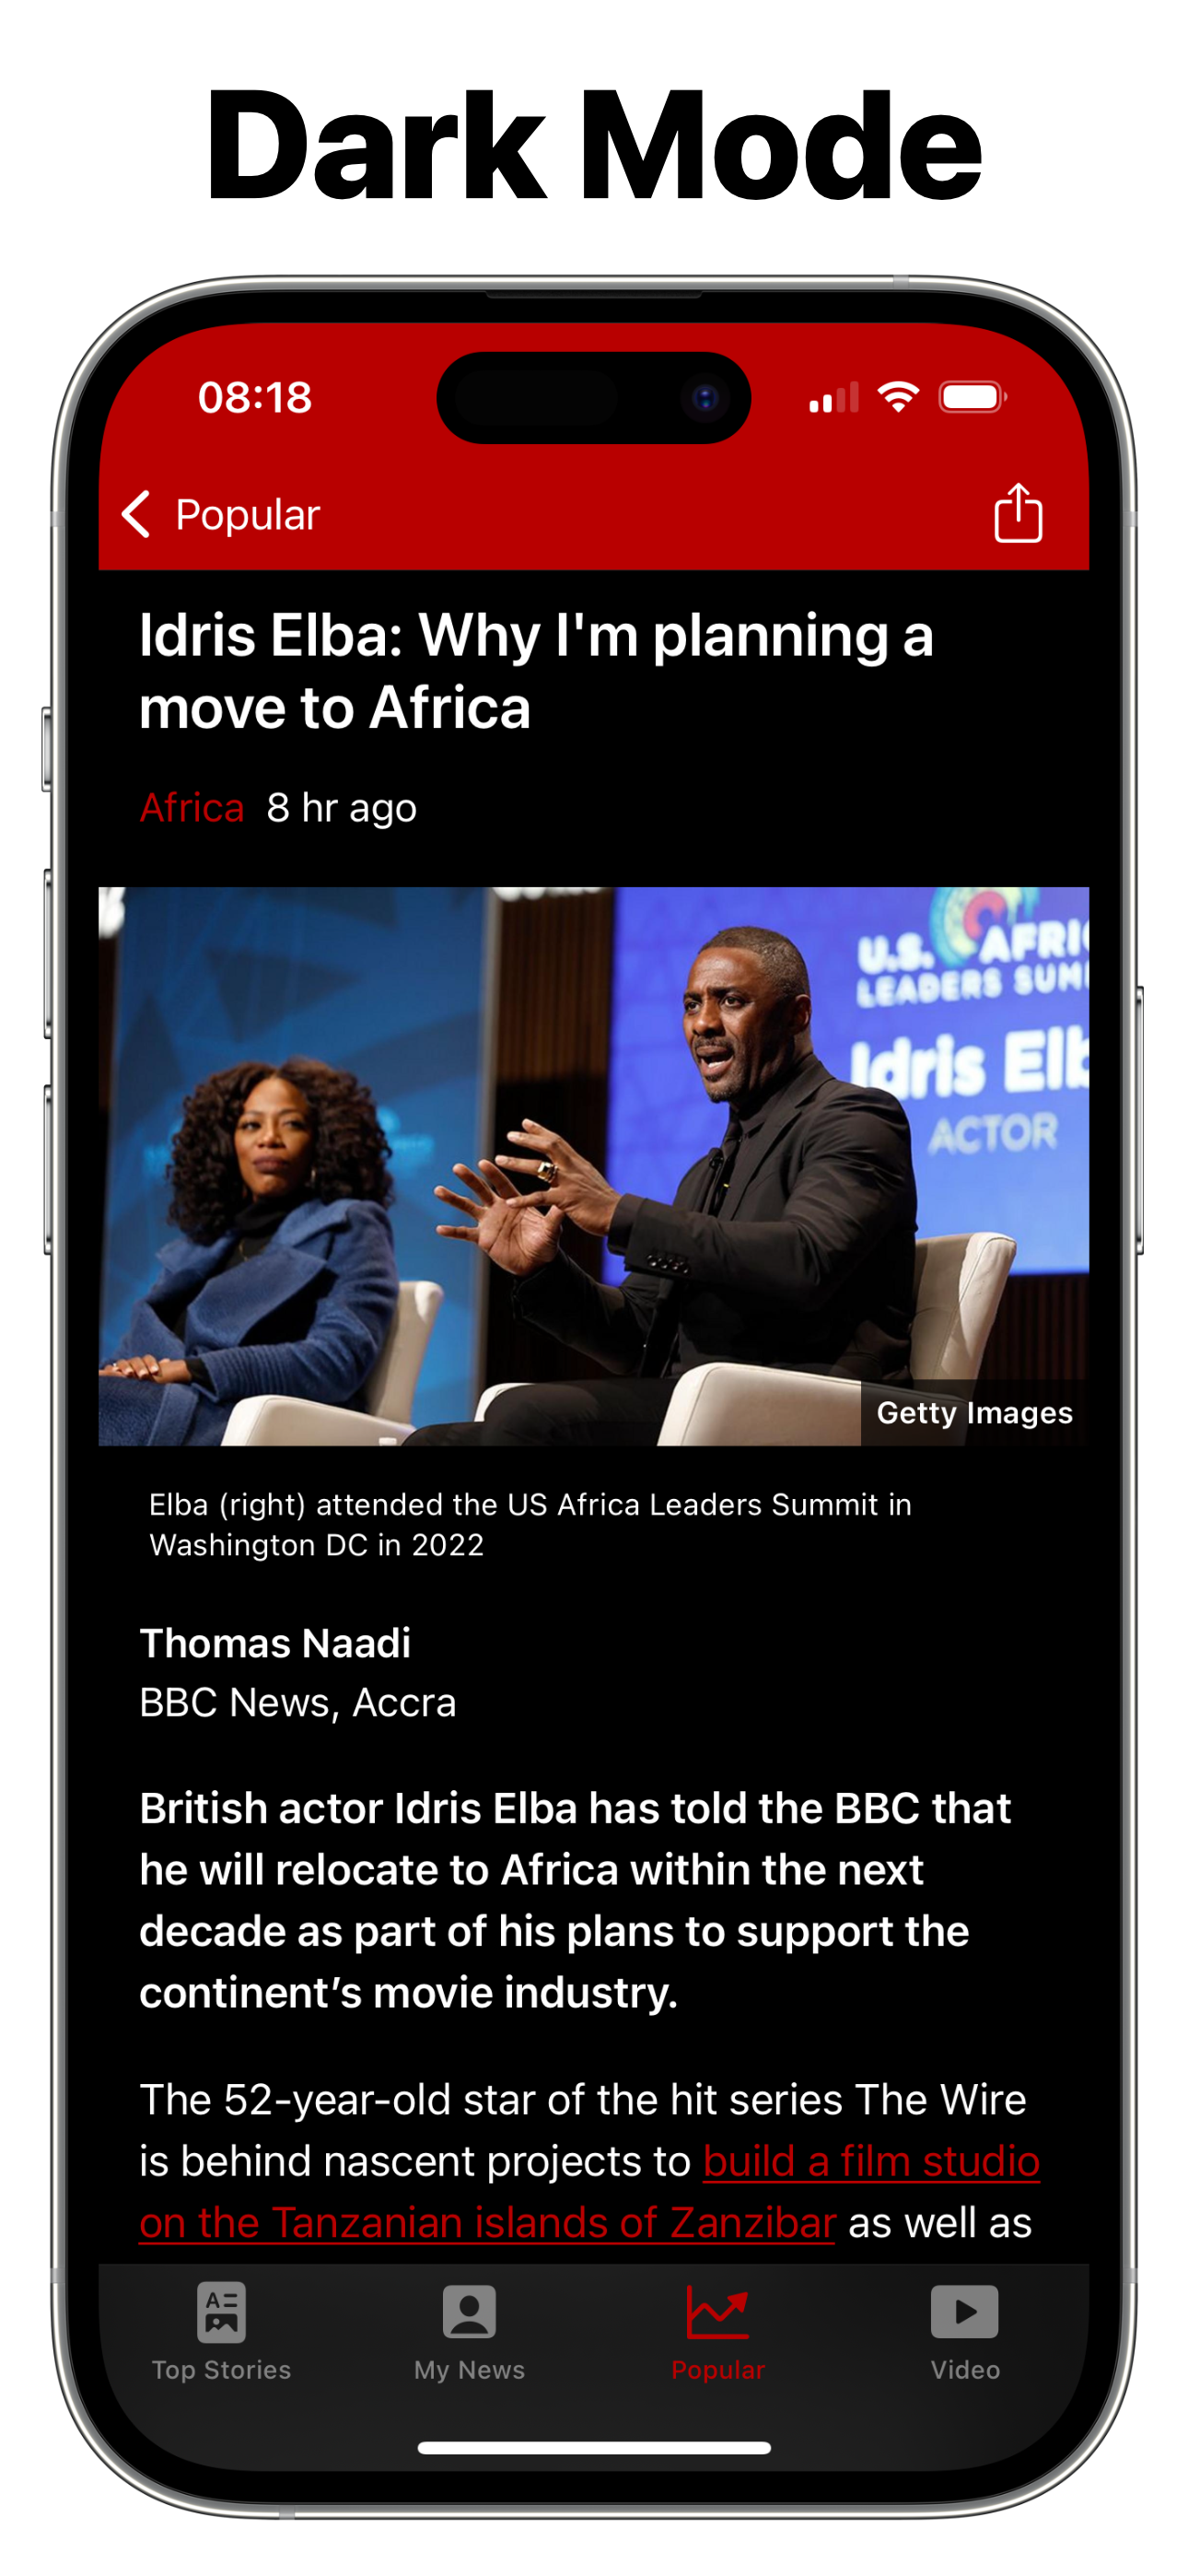 Dark Mode
08:18
Popular
Idris Elba: Why I'm planning a
move to Africa
Africa 8 hr ago
U.S. AFRI
LEADERS SUM
Idris Elb
ACTOR
Getty Images
Elba (right) attended the US Africa Leaders Summit in
Washington DC in 2022
Thomas Naadi
BBC News, Accra
British actor Idris Elba has told the BBC that
he will relocate to Africa within the next
decade as part of his plans to support the
continent’s movie industry.
The 52-year-old star of the hit series The Wire
is behind nascent projects to build a film studio
on the Tanzanian islands of Zanzibar as well as
Top Stories
My News
Popular
Video